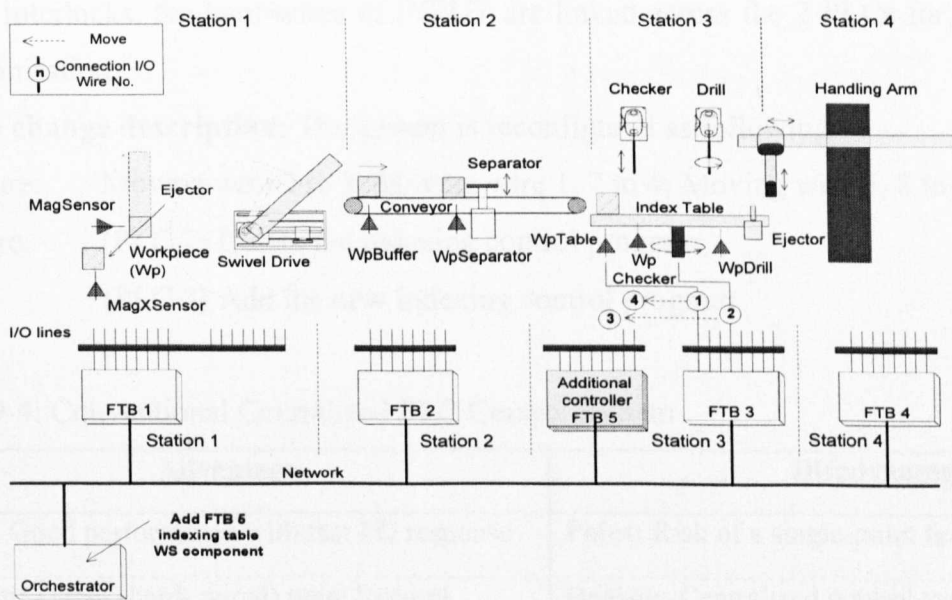 Station 1
Station 2
Station 3
Station 4
Move
n
Connection I/O
Wire No.
Checker
Drill
Handling Arm
MagSensor
Ejector
Separator
Workpiece
(Wp)
Swivel Drive
Conveyor
Index Table
WpBuffer
WpSeparator
WpTable
Wp
Checker
WpDrill
Ejector
MagXSensor
4
1
3
2
I/O lines
FTB 1
FTB 2
Additional
controller
FTB 5
FTB 3
FTB 4
Station 1
Station 2
Station 3
Station 4
Network
Add FTB 5
indexing table
WS component
Orchestrator